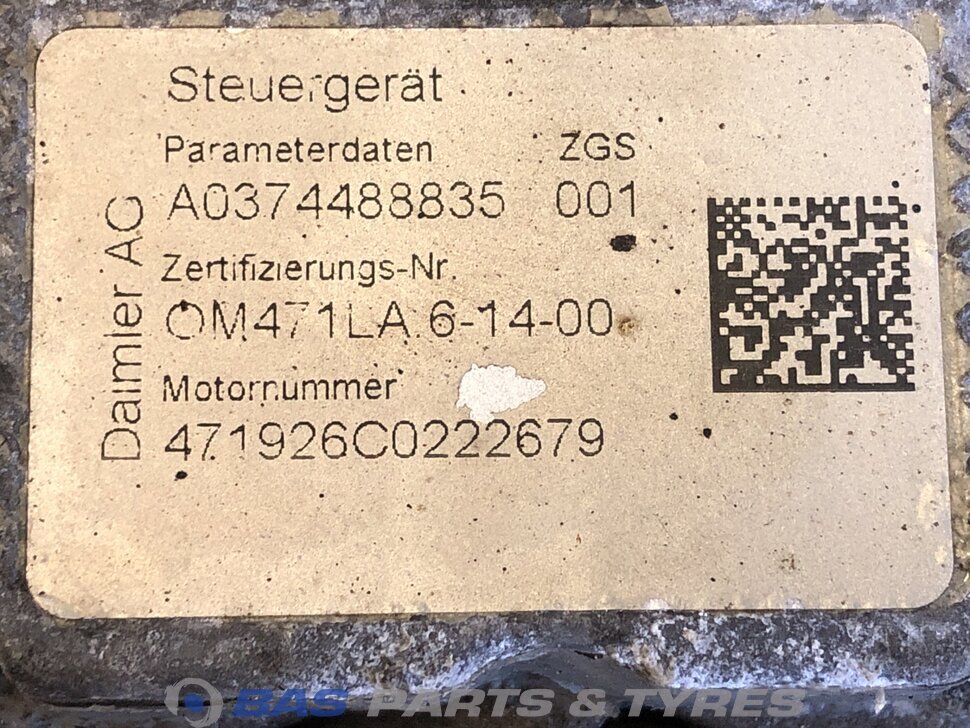 Steuergerät
Parameterdaten ZGS
A0374488835 001
Zertifizierungs-Nr.
OM471LA.6-14-00
Motornummer
471926C0222679
Daimler AG
BAS PARTS & TYRES